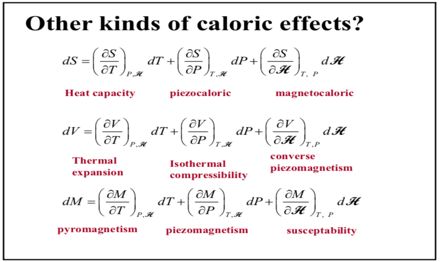 Other kinds of caloric effects?
dS = (∂S/∂T)_{P,ℋ} dT + (∂S/∂P)_{T,ℋ} dP + (∂S/∂ℋ)_{T, P} dℋ
Heat capacity piezocaloric magnetocaloric
dV = (∂V/∂T)_{P,ℋ} dT + (∂V/∂P)_{T,ℋ} dP + (∂V/∂ℋ)_{T,P} dℋ
Thermal expansion Isothermal compressibility converse piezomagnetism
dM = (∂M/∂T)_{P,ℋ} dT + (∂M/∂P)_{T,ℋ} dP + (∂M/∂ℋ)_{T, P} dℋ
pyromagnetism piezomagnetism susceptability